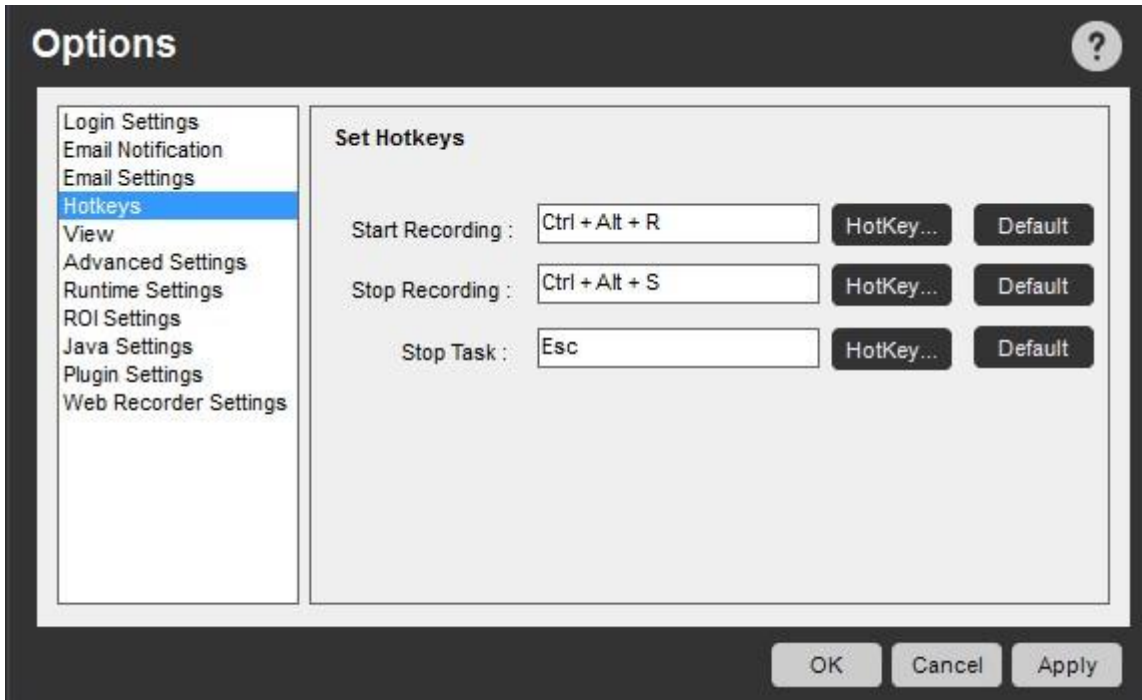 Options
?
Login Settings
Email Notification
Email Settings
Hotkeys
View
Advanced Settings
Runtime Settings
ROI Settings
Java Settings
Plugin Settings
Web Recorder Settings
Set Hotkeys
Start Recording : Ctrl + Alt + R HotKey... Default
Stop Recording : Ctrl + Alt + S HotKey... Default
Stop Task : Esc HotKey... Default
OK Cancel Apply